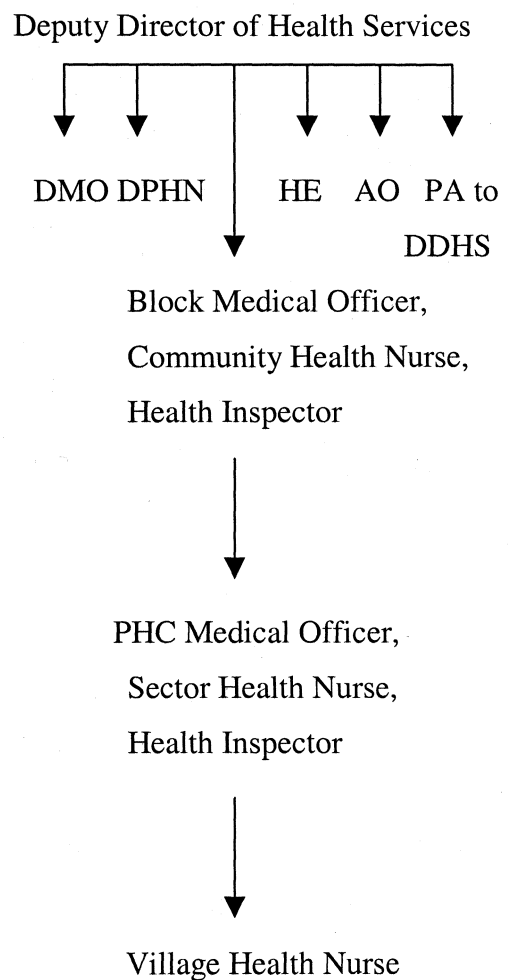 Deputy Director of Health Services
DMO DPHN HE AO PA to
DDHS
Block Medical Officer,
Community Health Nurse,
Health Inspector
PHC Medical Officer,
Sector Health Nurse,
Health Inspector
Village Health Nurse